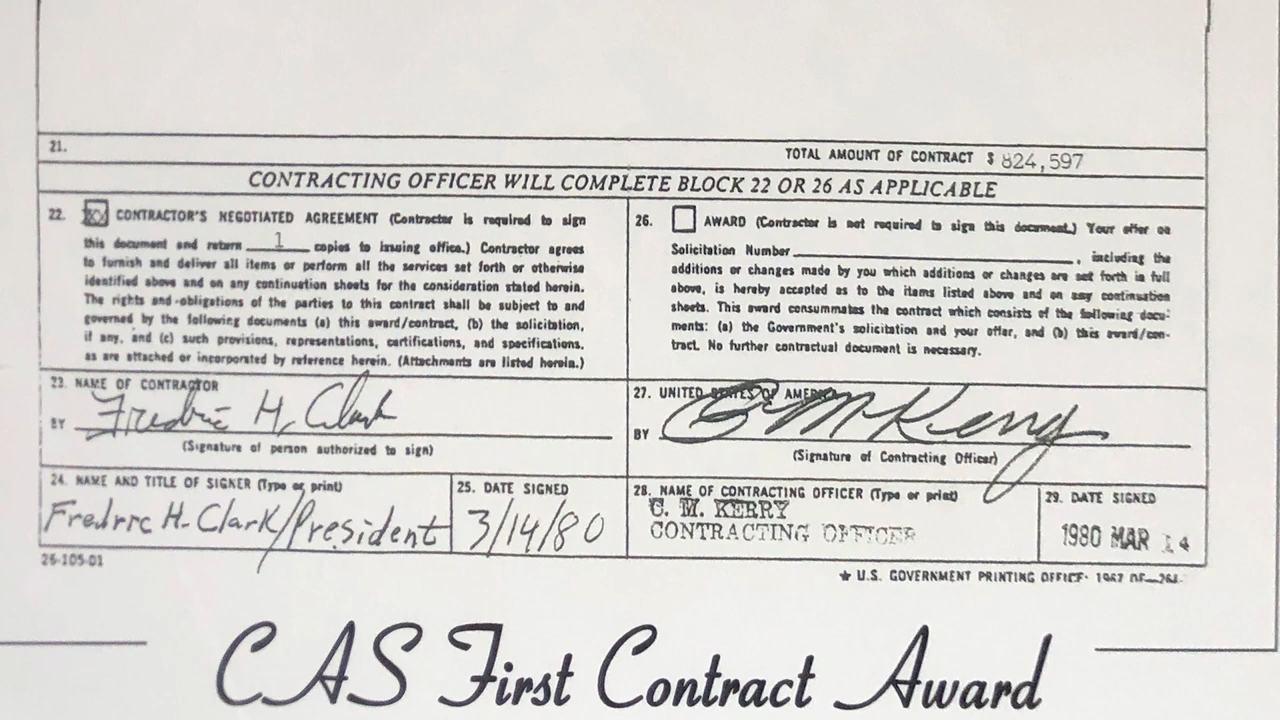 21.
TOTAL AMOUNT OF CONTRACT $ 824,597
CONTRACTING OFFICER WILL COMPLETE BLOCK 22 OR 26 AS APPLICABLE
22. CONTRACTOR'S NEGOTIATED AGREEMENT (Contractor is required to sign
this document and return 1 copies to issuing office.) Contractor agrees
to furnish and deliver all items or perform all the services set forth or otherwise
identified above and on any continuation sheets for the consideration stated herein.
The rights and obligations of the parties to this contract shall be subject to and
governed by the following documents (a) this award/contract, (b) the solicitation,
if any, and (c) such provisions, representations, certifications, and specifications,
as are attached or incorporated by reference herein. (Attachments are listed herein.)
26. AWARD (Contractor is not required to sign this document.) Your offer on
Solicitation Number , including the
additions or changes made by you which additions or changes are set forth in full
above, is hereby accepted as to the items listed above and on any continuation
sheets. This award consummates the contract which consists of the following docu-
ments: (a) the Government's solicitation and your offer, and (b) this award/con-
tract. No further contractual document is necessary.
23. NAME OF CONTRACTOR
BY Fredric H. Clark
(Signature of person authorized to sign)
27. UNITED STATES OF AMERICA
BY C M Kerry
(Signature of Contracting Officer)
24. NAME AND TITLE OF SIGNER (Type or print)
Fredric H. Clark/President
25. DATE SIGNED
3/14/80
28. NAME OF CONTRACTING OFFICER (Type or print)
C. M. KERRY
CONTRACTING OFFICER
29. DATE SIGNED
1980 MAR 14
26-105-01
★ U.S. GOVERNMENT PRINTING OFFICE: 1967
CAS First Contract Award